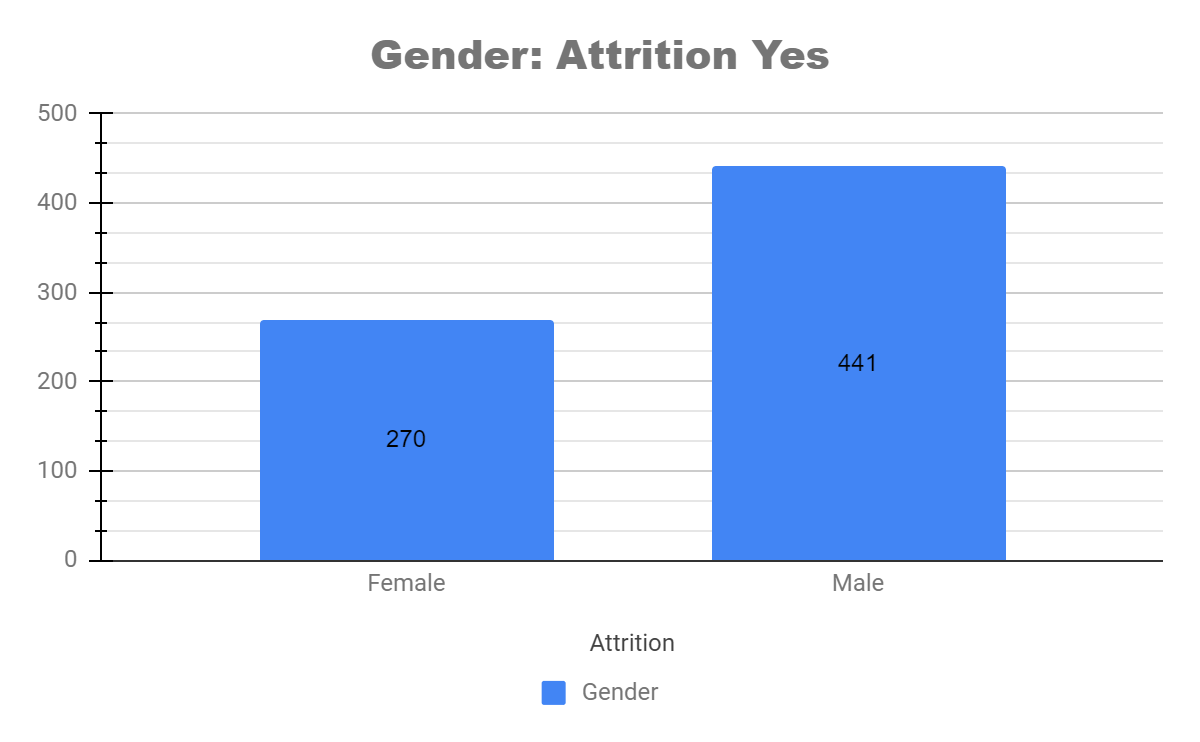 Gender: Attrition Yes
500
400
300
200
100
0
270
441
Female
Male
Attrition
Gender